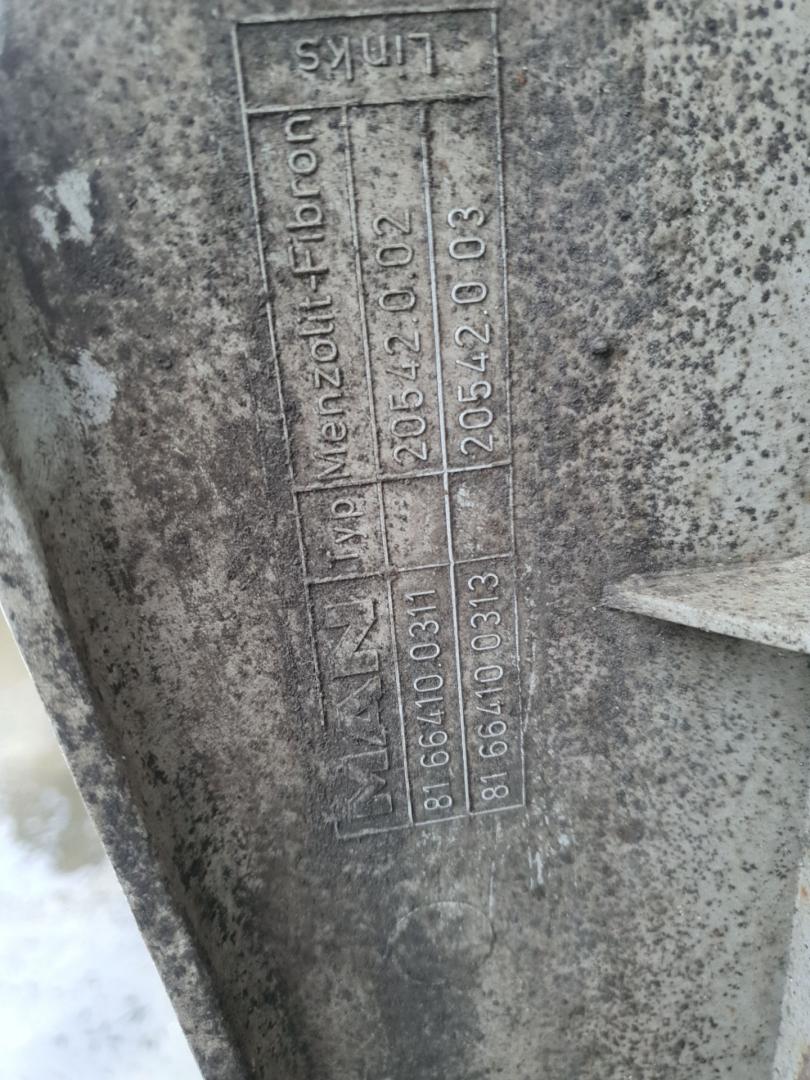 MAN Typ Menzolit-Fibron
81 66410 0311 20542.0.02
81 66410 0313 20542.0 03
Links